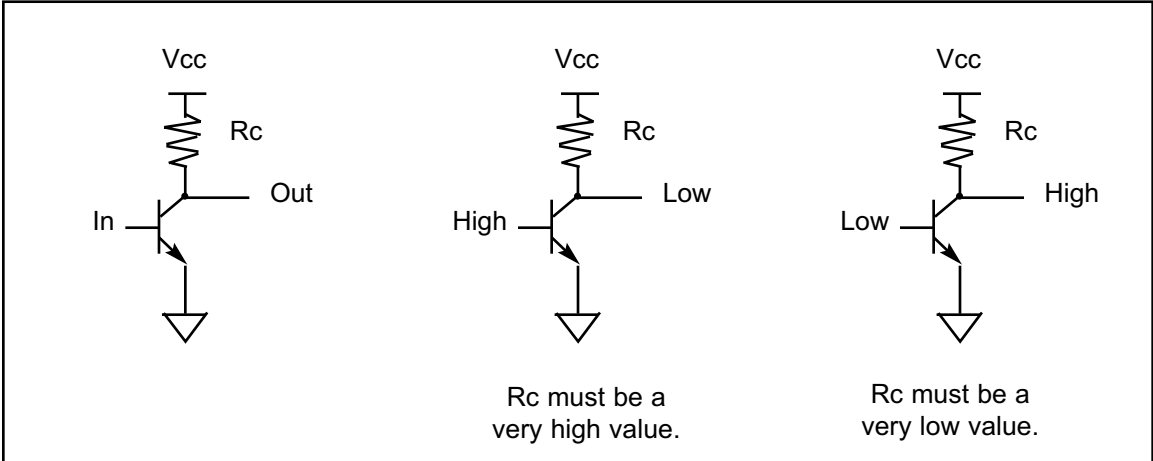 Vcc
Rc
Out
In
Vcc
Rc
Low
High
Rc must be a
very high value.
Vcc
Rc
High
Low
Rc must be a
very low value.